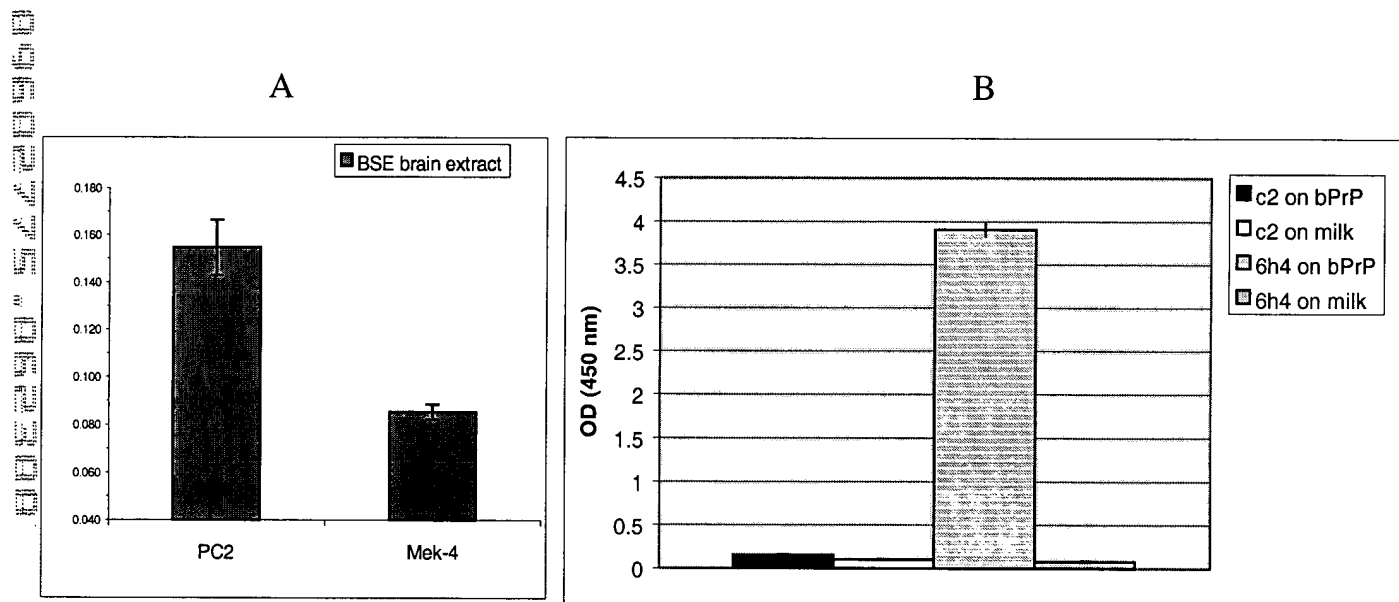 09582775.052300
A
B
BSE brain extract
0.180
0.160
0.140
0.120
0.100
0.080
0.060
0.040
PC2
Mek-4
OD (450 nm)
4.5
4
3.5
3
2.5
2
1.5
1
0.5
0
c2 on bPrP
c2 on milk
6h4 on bPrP
6h4 on milk